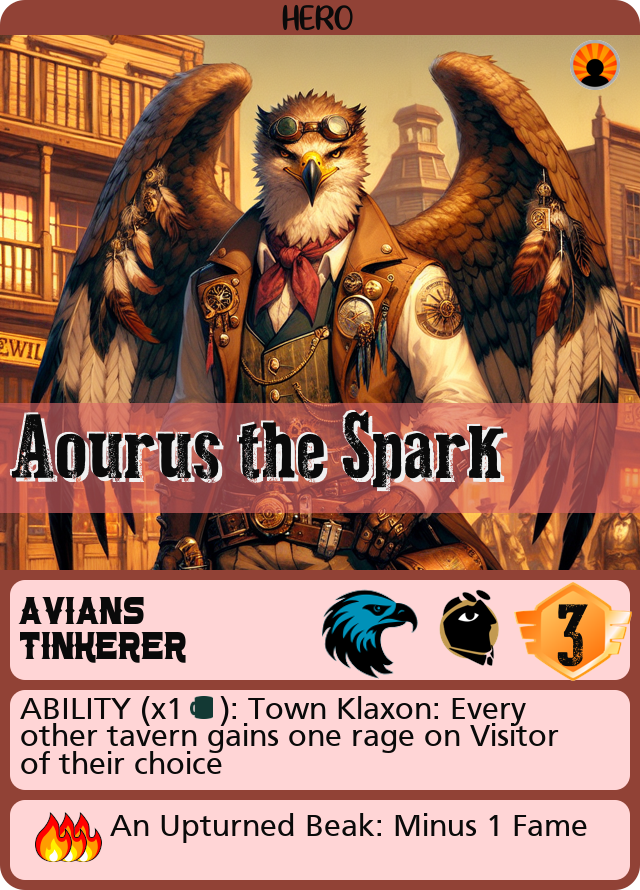 HERO
EWIL
Aourus the Spark
AVIANS
TINKERER
3
ABILITY (x1 ): Town Klaxon: Every
other tavern gains one rage on Visitor
of their choice
An Upturned Beak: Minus 1 Fame